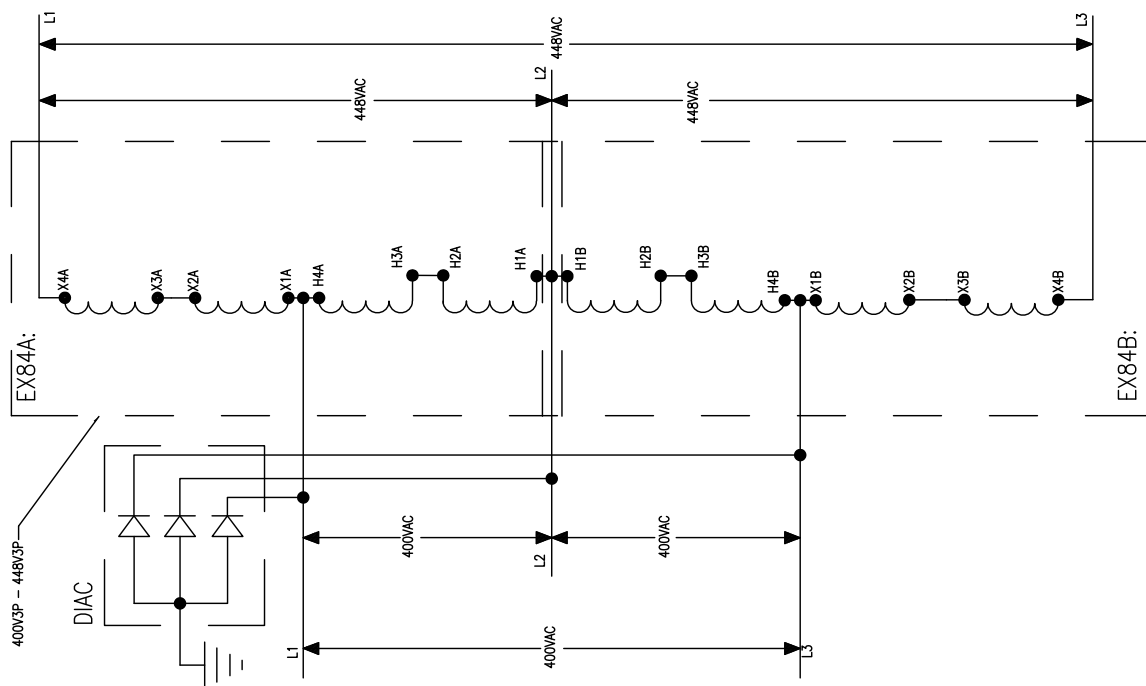 L1
L3
448VAC
L2
448VAC
448VAC
X4A
X3A
X2A
X1A
H4A
H3A
H2A
H1A
H1B
H2B
H3B
H4B
X1B
X2B
X3B
X4B
EX84A:
EX84B:
400V3P - 448V3P
DIAC
400VAC
400VAC
L2
L1
400VAC
L3